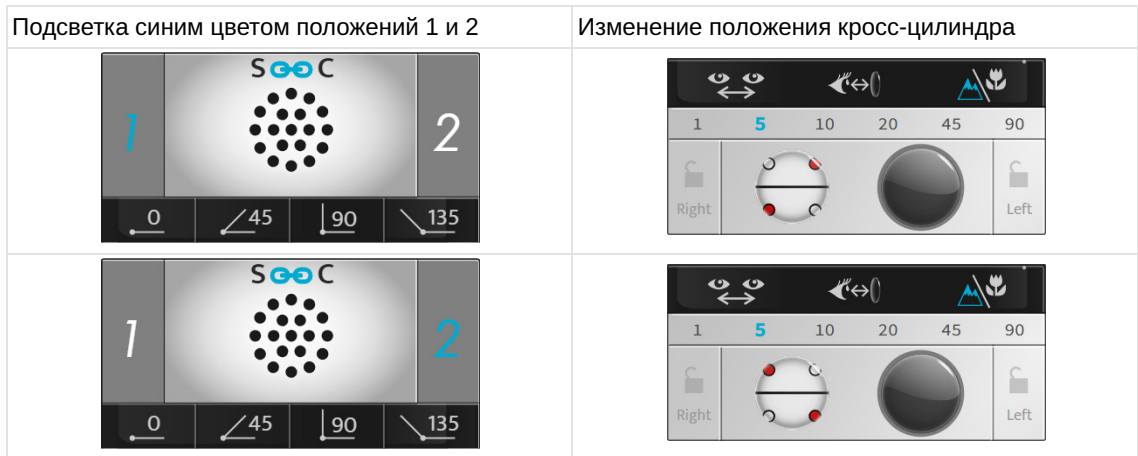 Подсветка синим цветом положений 1 и 2
Изменение положения кросс-цилиндра
S C
1 2
0 45 90 135
1 5 10 20 45 90
Right Left
S C
1 2
0 45 90 135
1 5 10 20 45 90
Right Left